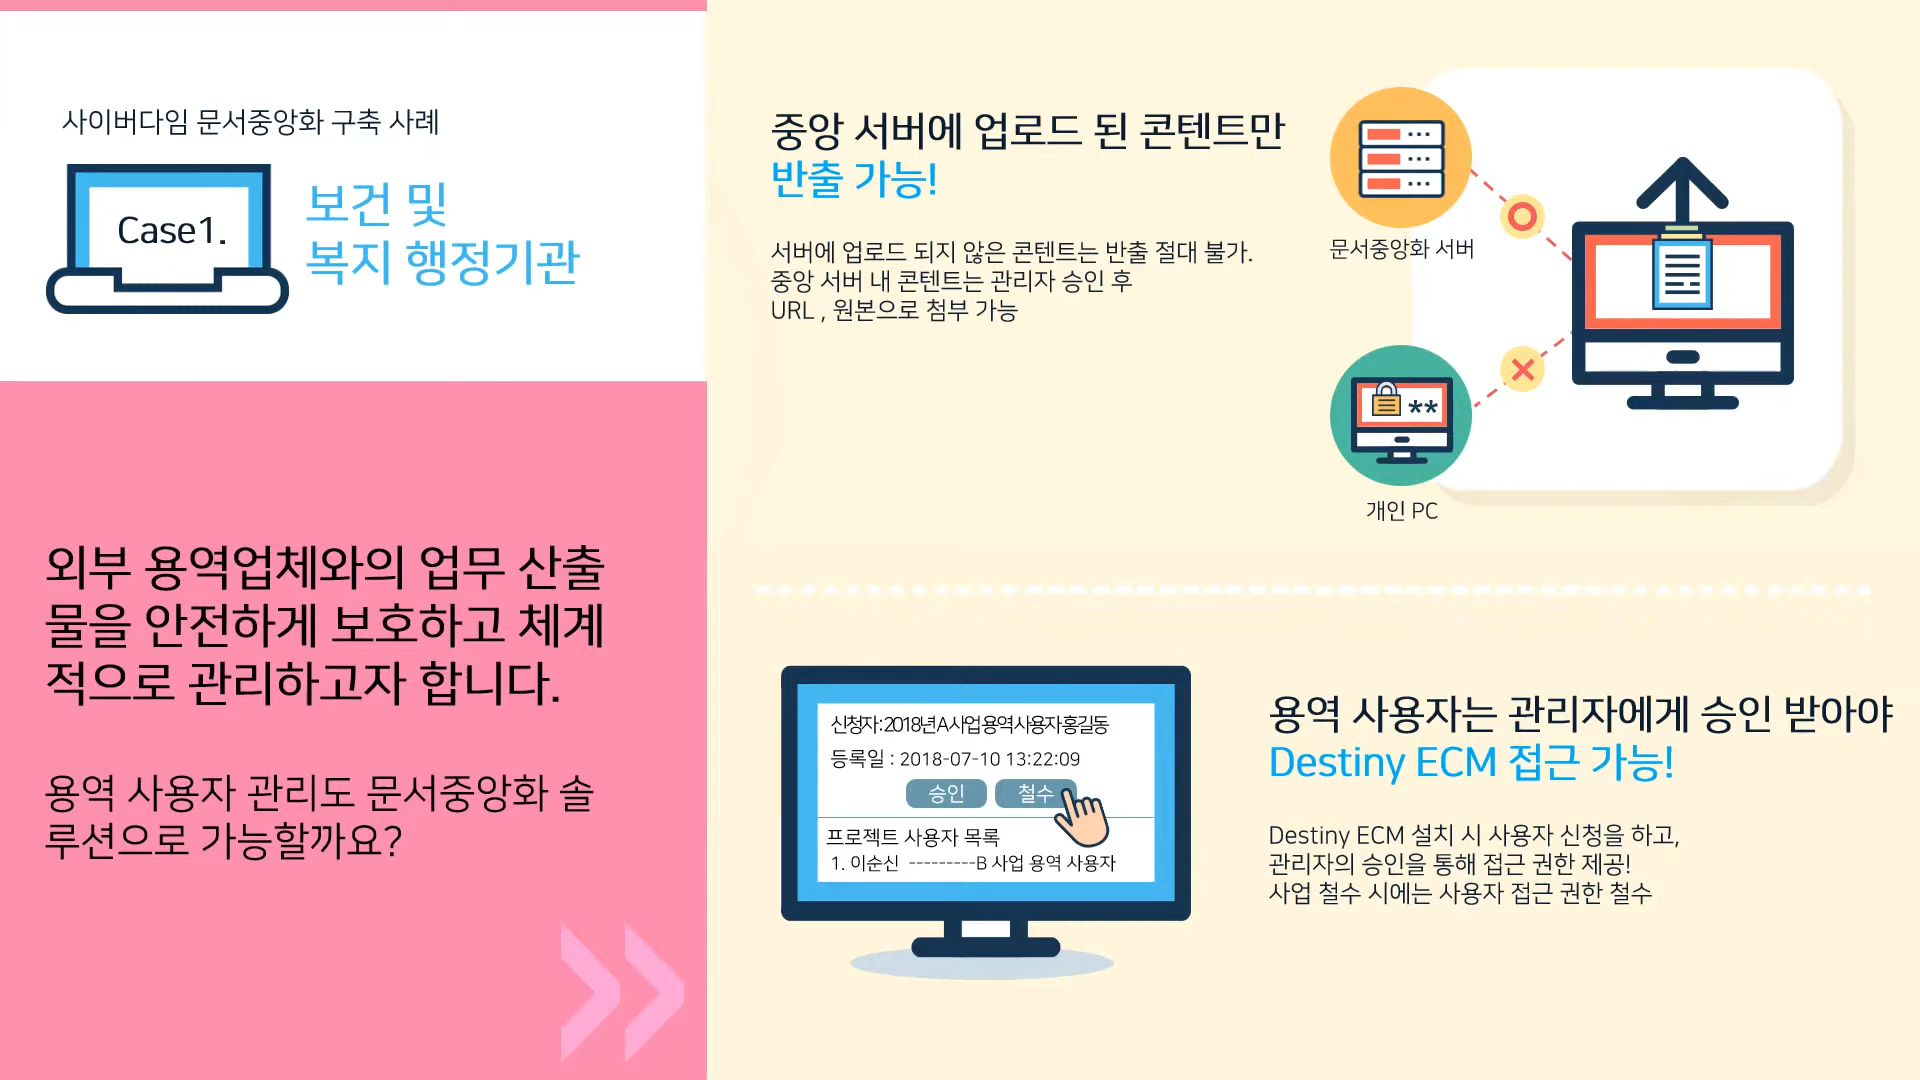 사이버다임 문서중앙화 구축 사례
Case1.
보건 및
복지 행정기관
외부 용역업체와의 업무 산출
물을 안전하게 보호하고 체계
적으로 관리하고자 합니다.
용역 사용자 관리도 문서중앙화 솔
루션으로 가능할까요?
중앙 서버에 업로드 된 콘텐트만
반출 가능!
서버에 업로드 되지 않은 콘텐트는 반출 절대 불가.
중앙 서버 내 콘텐트는 관리자 승인 후
URL , 원본으로 첨부 가능
문서중앙화 서버
**
개인 PC
신청자:2018년A사업용역사용자홍길동
등록일 : 2018-07-10 13:22:09
승인 철수
프로젝트 사용자 목록
1. 이순신 ---------B 사업 용역 사용자
용역 사용자는 관리자에게 승인 받아야
Destiny ECM 접근 가능!
Destiny ECM 설치 시 사용자 신청을 하고,
관리자의 승인을 통해 접근 권한 제공!
사업 철수 시에는 사용자 접근 권한 철수